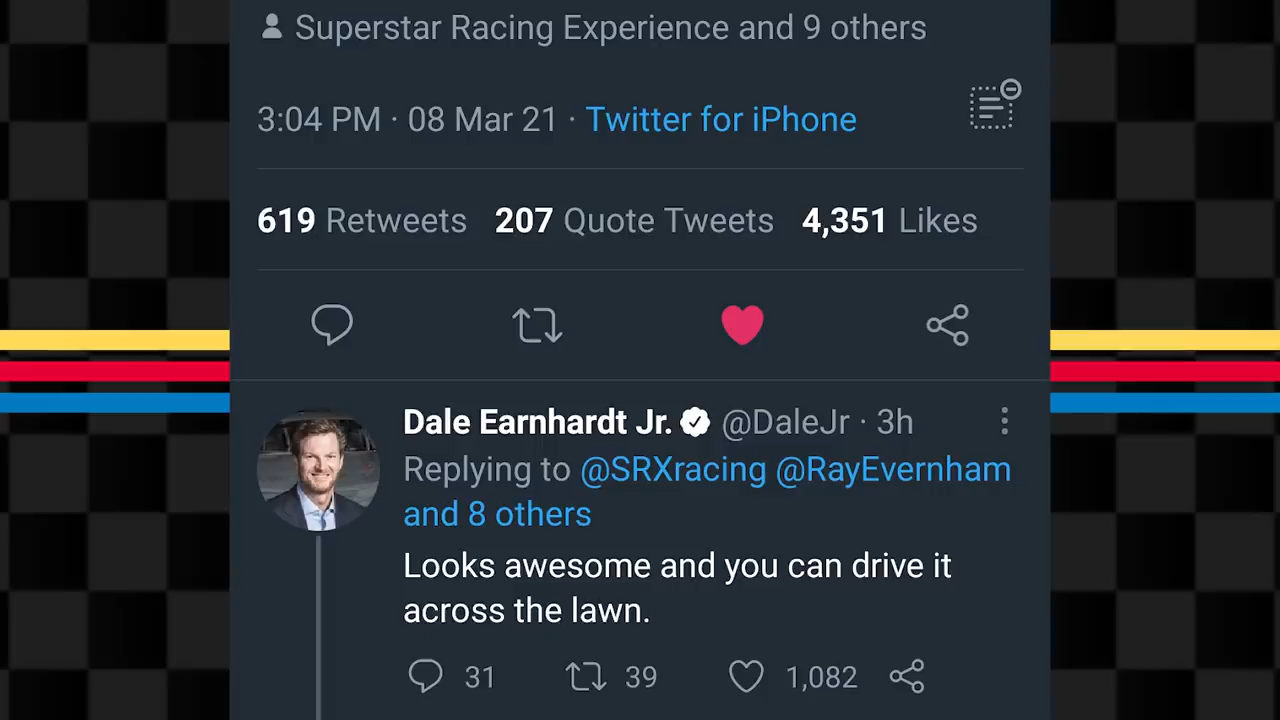 Superstar Racing Experience and 9 others
3:04 PM · 08 Mar 21 · Twitter for iPhone
619 Retweets 207 Quote Tweets 4,351 Likes
Dale Earnhardt Jr. @DaleJr · 3h
Replying to @SRXracing @RayEvernham
and 8 others
Looks awesome and you can drive it
across the lawn.
31 39 1,082